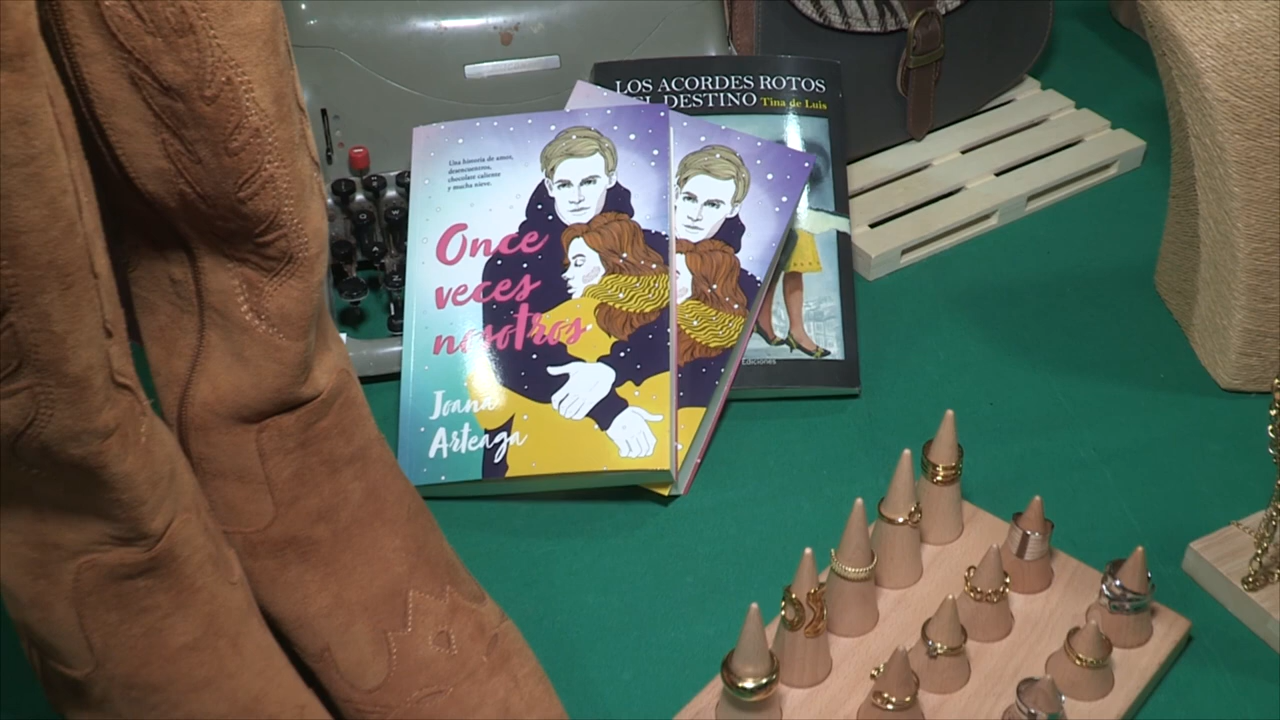 LOS ACORDES ROTOS
DESTINO Tina de Luis
Una historia de amor,
desencuentros,
chocolate caliente
y mucha nieve.
Once
veces
nosotros
Joana
Arteaga
Ediciones